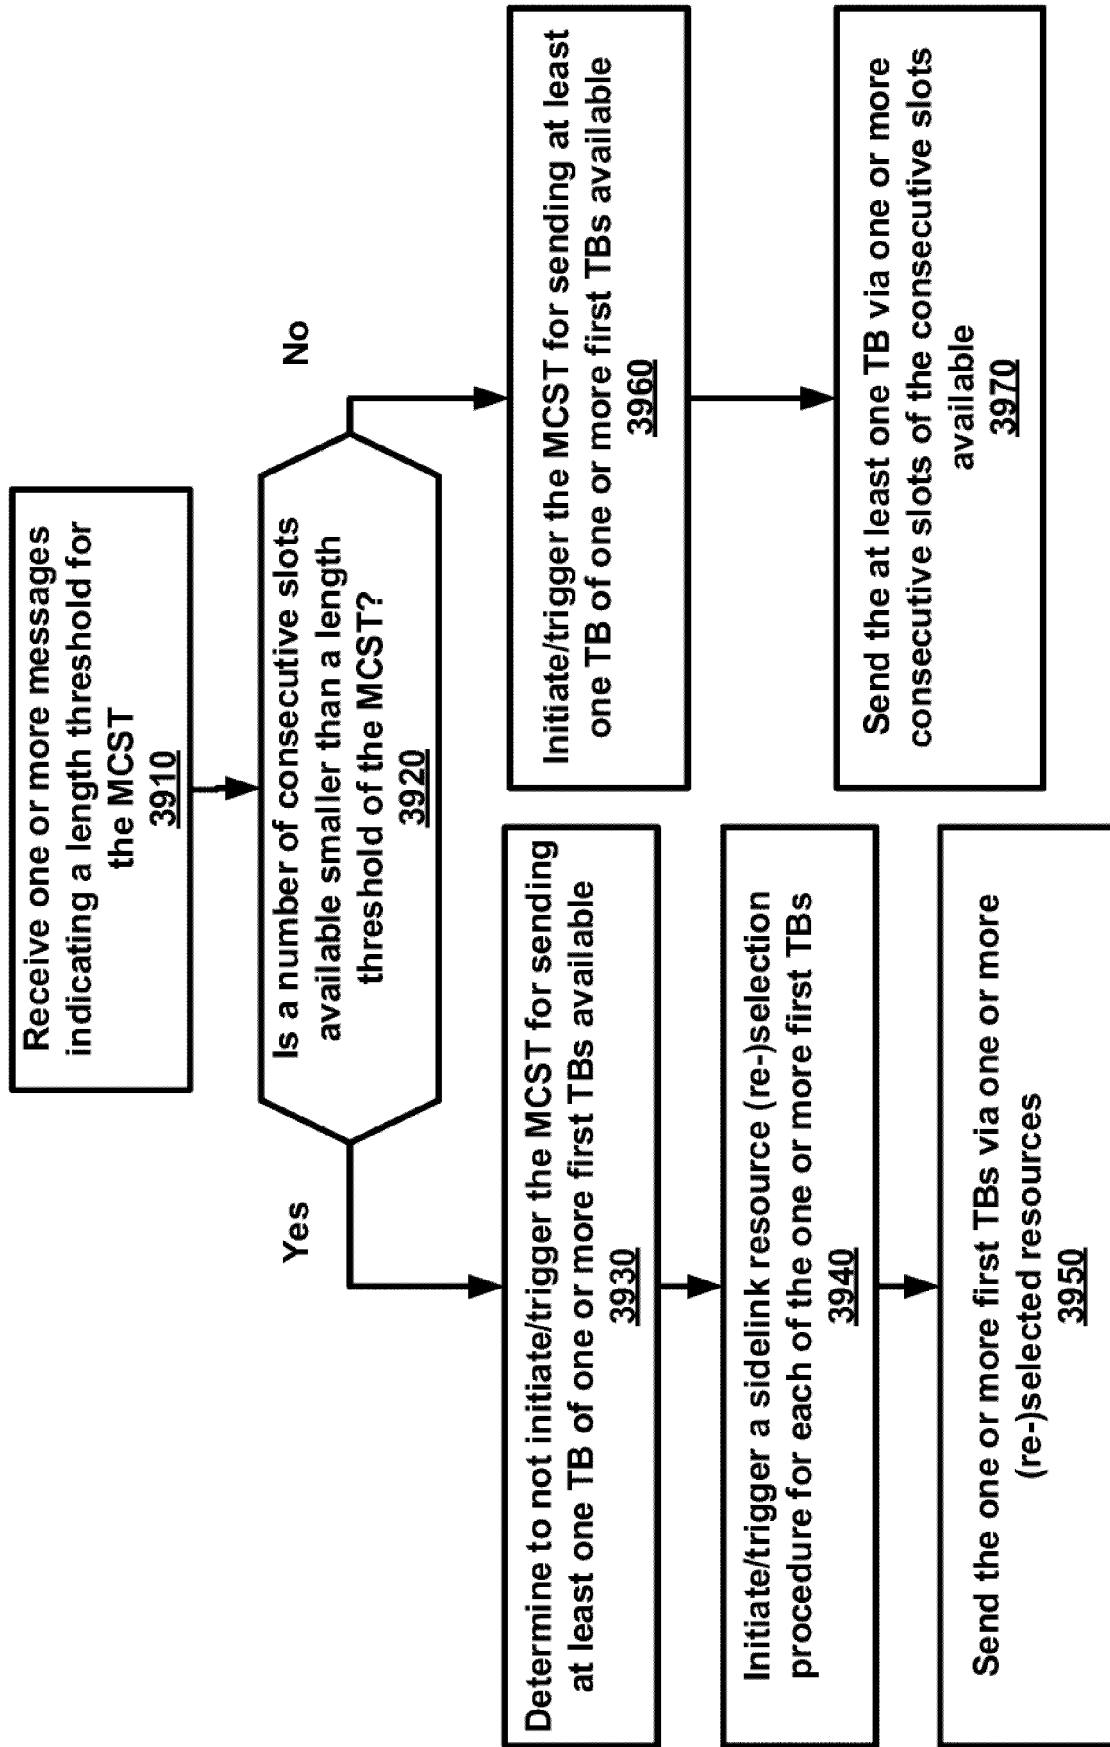 Receive one or more messages
indicating a length threshold for
the MCST
3910
Is a number of consecutive slots
available smaller than a length
threshold of the MCST?
3920
Yes
No
Determine to not initiate/trigger the MCST for sending
at least one TB of one or more first TBs available
3930
Initiate/trigger a sidelink resource (re-)selection
procedure for each of the one or more first TBs
3940
Send the one or more first TBs via one or more
(re-)selected resources
3950
Initiate/trigger the MCST for sending at least
one TB of one or more first TBs available
3960
Send the at least one TB via one or more
consecutive slots of the consecutive slots
available
3970